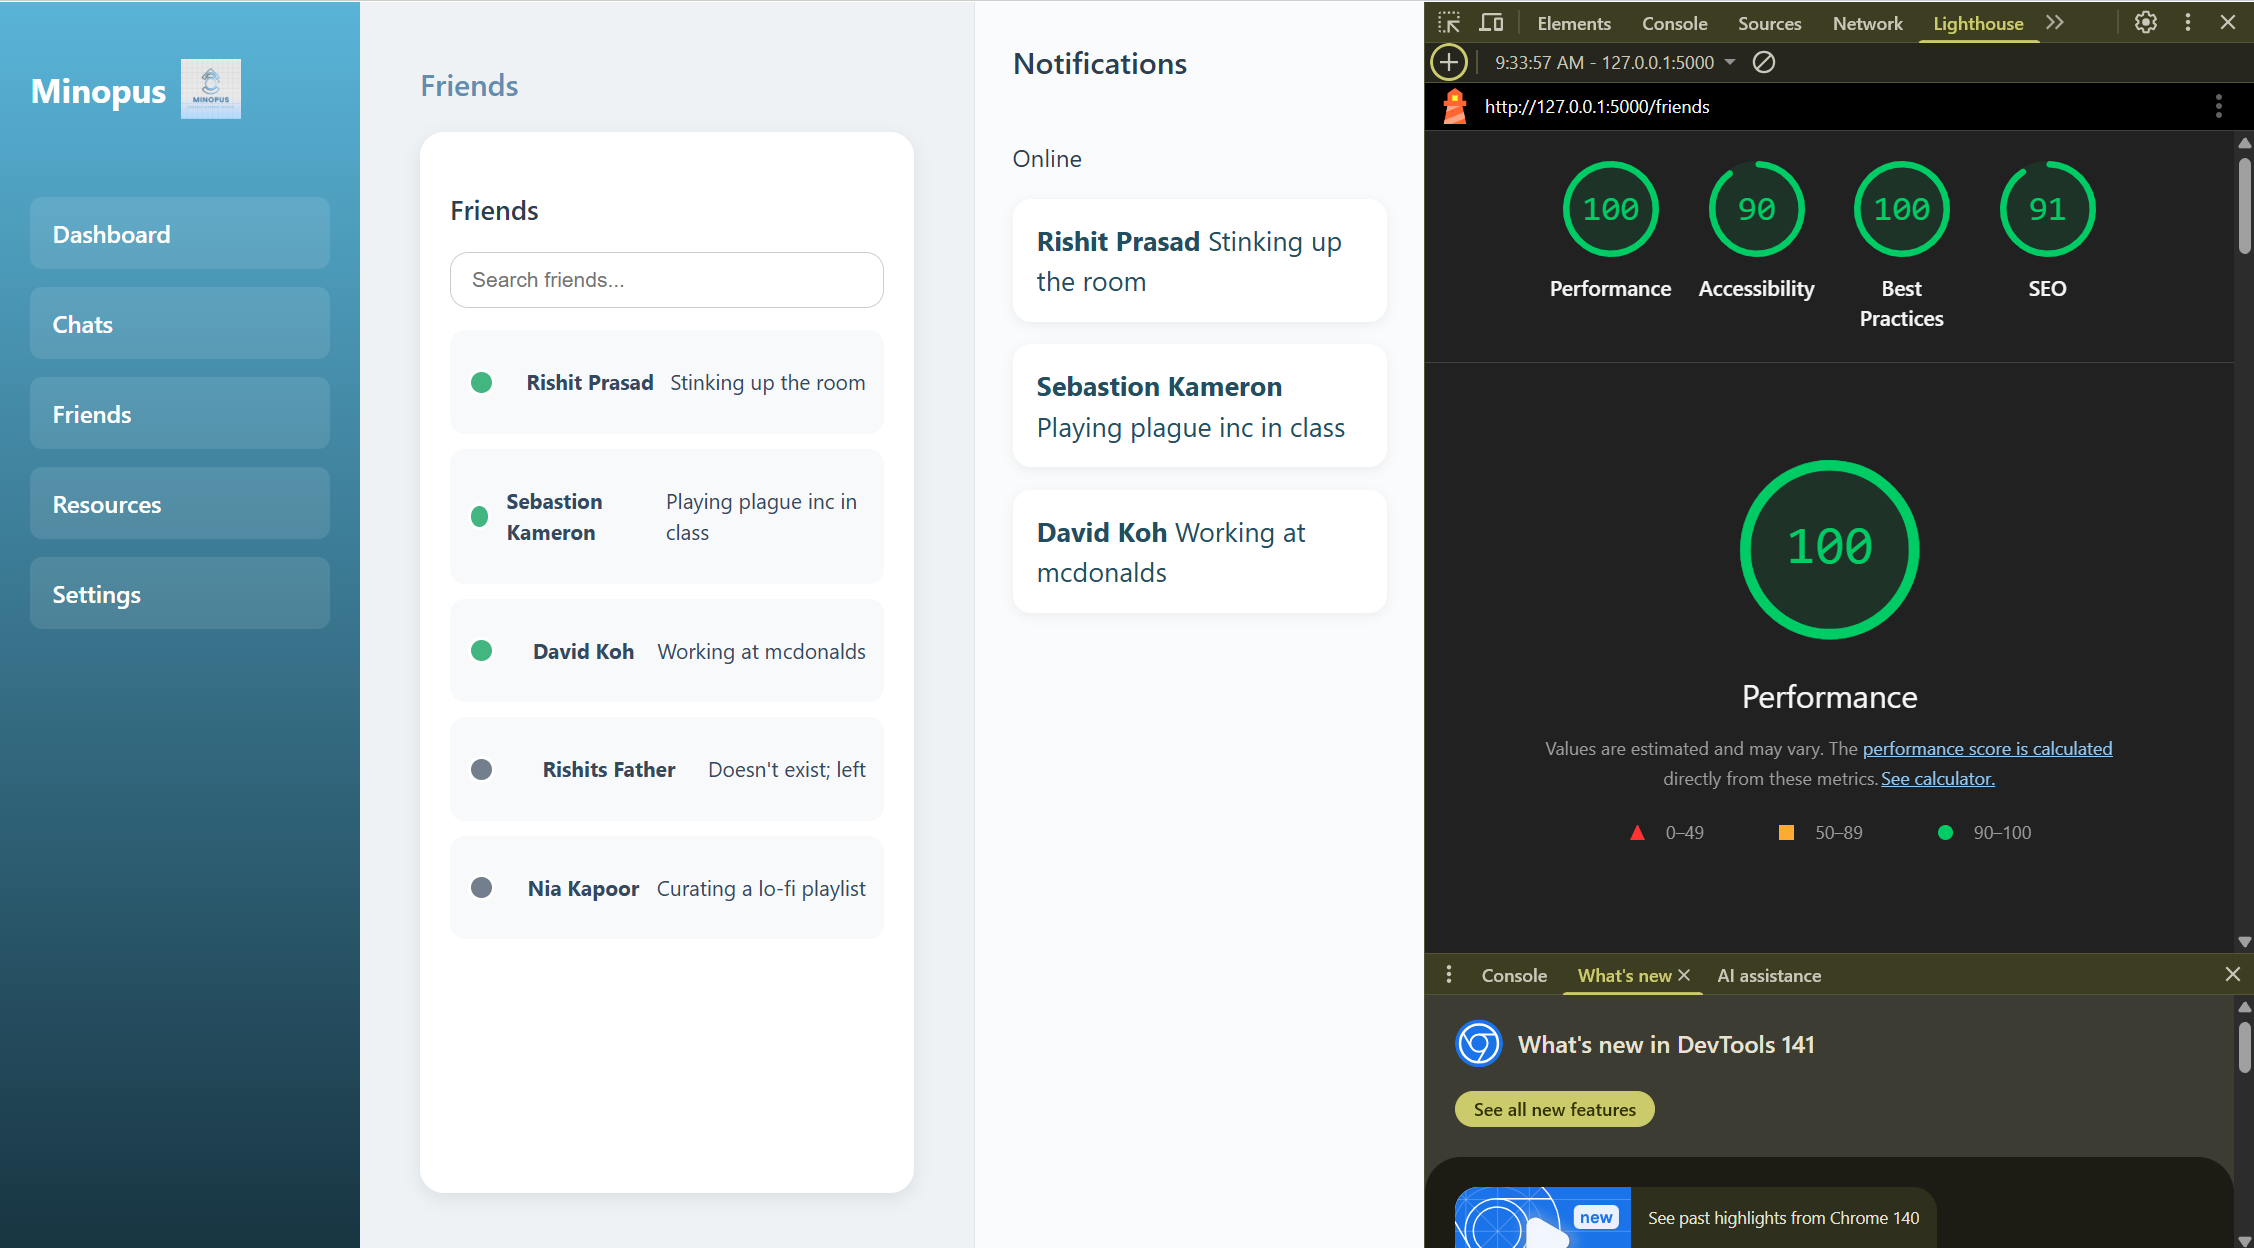 Minopus
MINOPUS
Dashboard
Chats
Friends
Resources
Settings
Friends
Friends
Search friends...
Rishit Prasad Stinking up the room
Sebastion
Kameron
Playing plague inc in
class
David Koh Working at mcdonalds
Rishits Father Doesn't exist; left
Nia Kapoor Curating a lo-fi playlist
Notifications
Online
Rishit Prasad Stinking up
the room
Sebastion Kameron
Playing plague inc in class
David Koh Working at
mcdonalds
Elements Console Sources Network Lighthouse
9:33:57 AM - 127.0.0.1:5000
http://127.0.0.1:5000/friends
100 90 100 91
Performance Accessibility Best
Practices
SEO
100
Performance
Values are estimated and may vary. The performance score is calculated
directly from these metrics. See calculator.
0–49 50–89 90–100
Console What's new AI assistance
What's new in DevTools 141
See all new features
new
See past highlights from Chrome 140